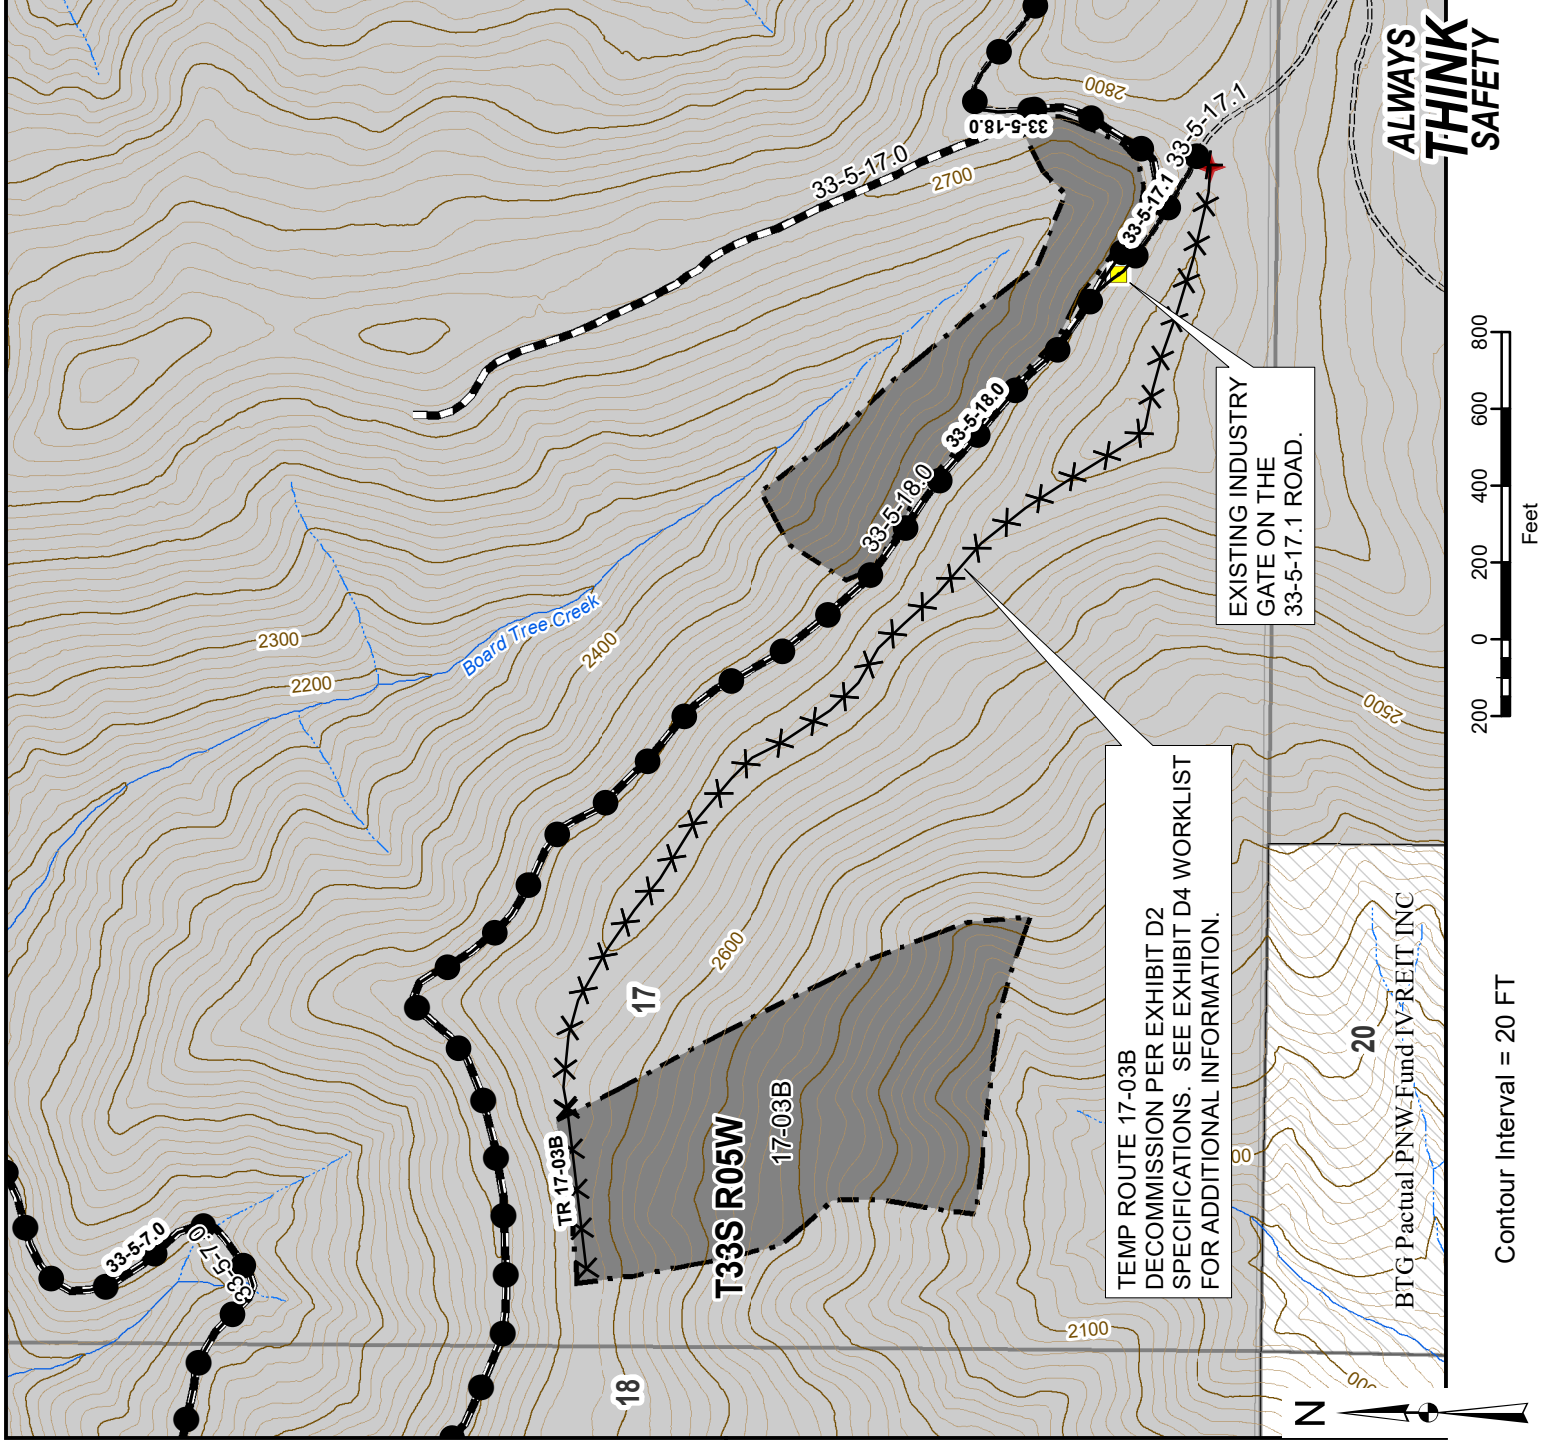 33-5-7.0
33-5-7.0
2300
2200
Board Tree Creek
2400
33-5-17.0
2700
33-5-18.0
2800
33-5-17.1
33-5-17.1
33-5-18.0
33-5-18.0
TR 17-03B
17
2600
T33S R05W
17-03B
18
2100
00
2500
20
BTG Pactual PNW Fund IV-REIT INC
000
TEMP ROUTE 17-03B
DECOMMISSION PER EXHIBIT D2
SPECIFICATIONS. SEE EXHIBIT D4 WORKLIST
FOR ADDITIONAL INFORMATION.
EXISTING INDUSTRY
GATE ON THE
33-5-17.1 ROAD.
ALWAYS
THINK
SAFETY
N
Contour Interval = 20 FT
200 0 200 400 600 800
Feet